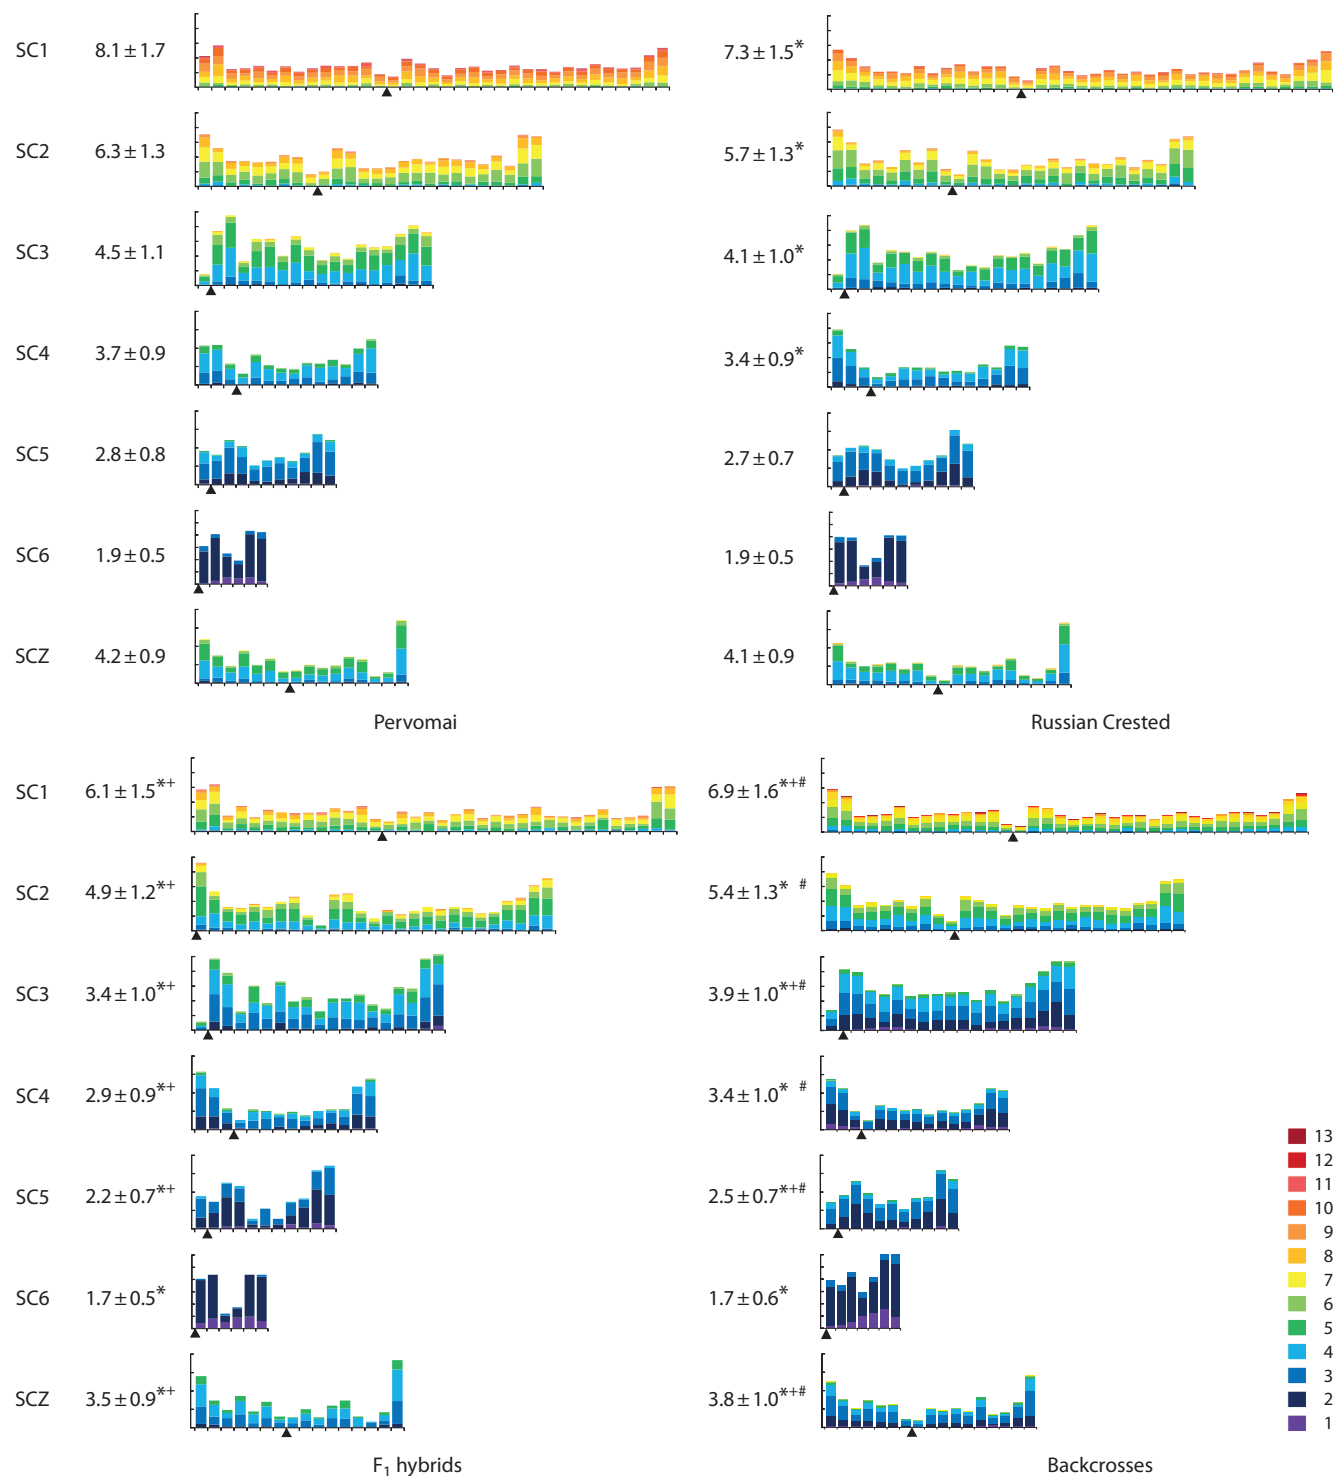 SC1 8.1 ± 1.7 7.3 ± 1.5*
SC2 6.3 ± 1.3 5.7 ± 1.3*
SC3 4.5 ± 1.1 4.1 ± 1.0*
SC4 3.7 ± 0.9 3.4 ± 0.9*
SC5 2.8 ± 0.8 2.7 ± 0.7
SC6 1.9 ± 0.5 1.9 ± 0.5
SCZ 4.2 ± 0.9 4.1 ± 0.9
Pervomai Russian Crested
SC1 6.1 ± 1.5*+ 6.9 ± 1.6*+#
SC2 4.9 ± 1.2*+ 5.4 ± 1.3* #
SC3 3.4 ± 1.0*+ 3.9 ± 1.0*+#
SC4 2.9 ± 0.9*+ 3.4 ± 1.0* #
SC5 2.2 ± 0.7*+ 2.5 ± 0.7*+#
SC6 1.7 ± 0.5* 1.7 ± 0.6*
SCZ 3.5 ± 0.9*+ 3.8 ± 1.0*+#
F1 hybrids Backcrosses
13
12
11
10
9
8
7
6
5
4
3
2
1